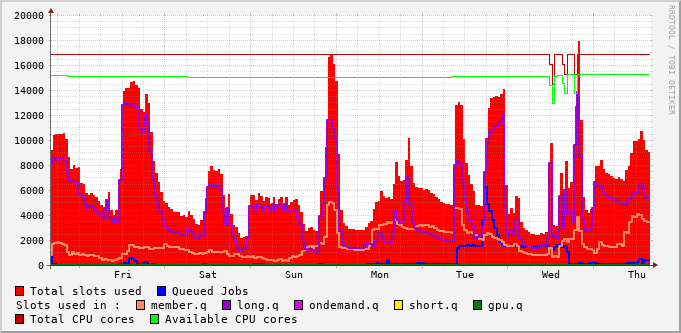 20000
18000
16000
14000
12000
10000
8000
6000
4000
2000
0
Fri Sat Sun Mon Tue Wed Thu
RRDTOOL / TOBI OETIKER
Total slots used Queued Jobs
Slots used in : member.q long.q ondemand.q short.q gpu.q
Total CPU cores Available CPU cores